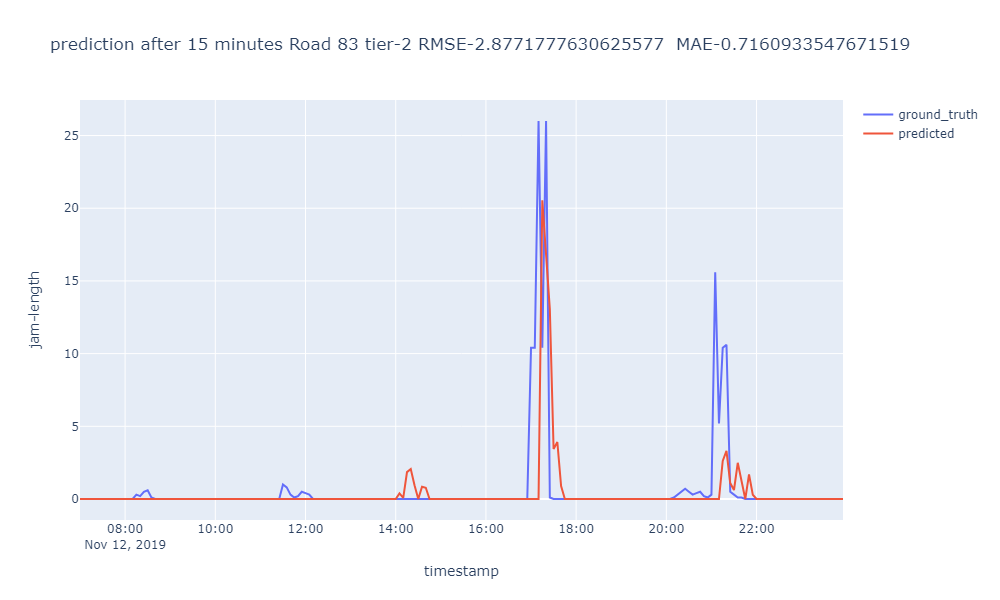 prediction after 15 minutes Road 83 tier-2 RMSE-2.8771777630625577  MAE-0.7160933547671519
ground_truth
predicted
25
20
15
10
5
0
jam-length
08:00 10:00 12:00 14:00 16:00 18:00 20:00 22:00
Nov 12, 2019
timestamp